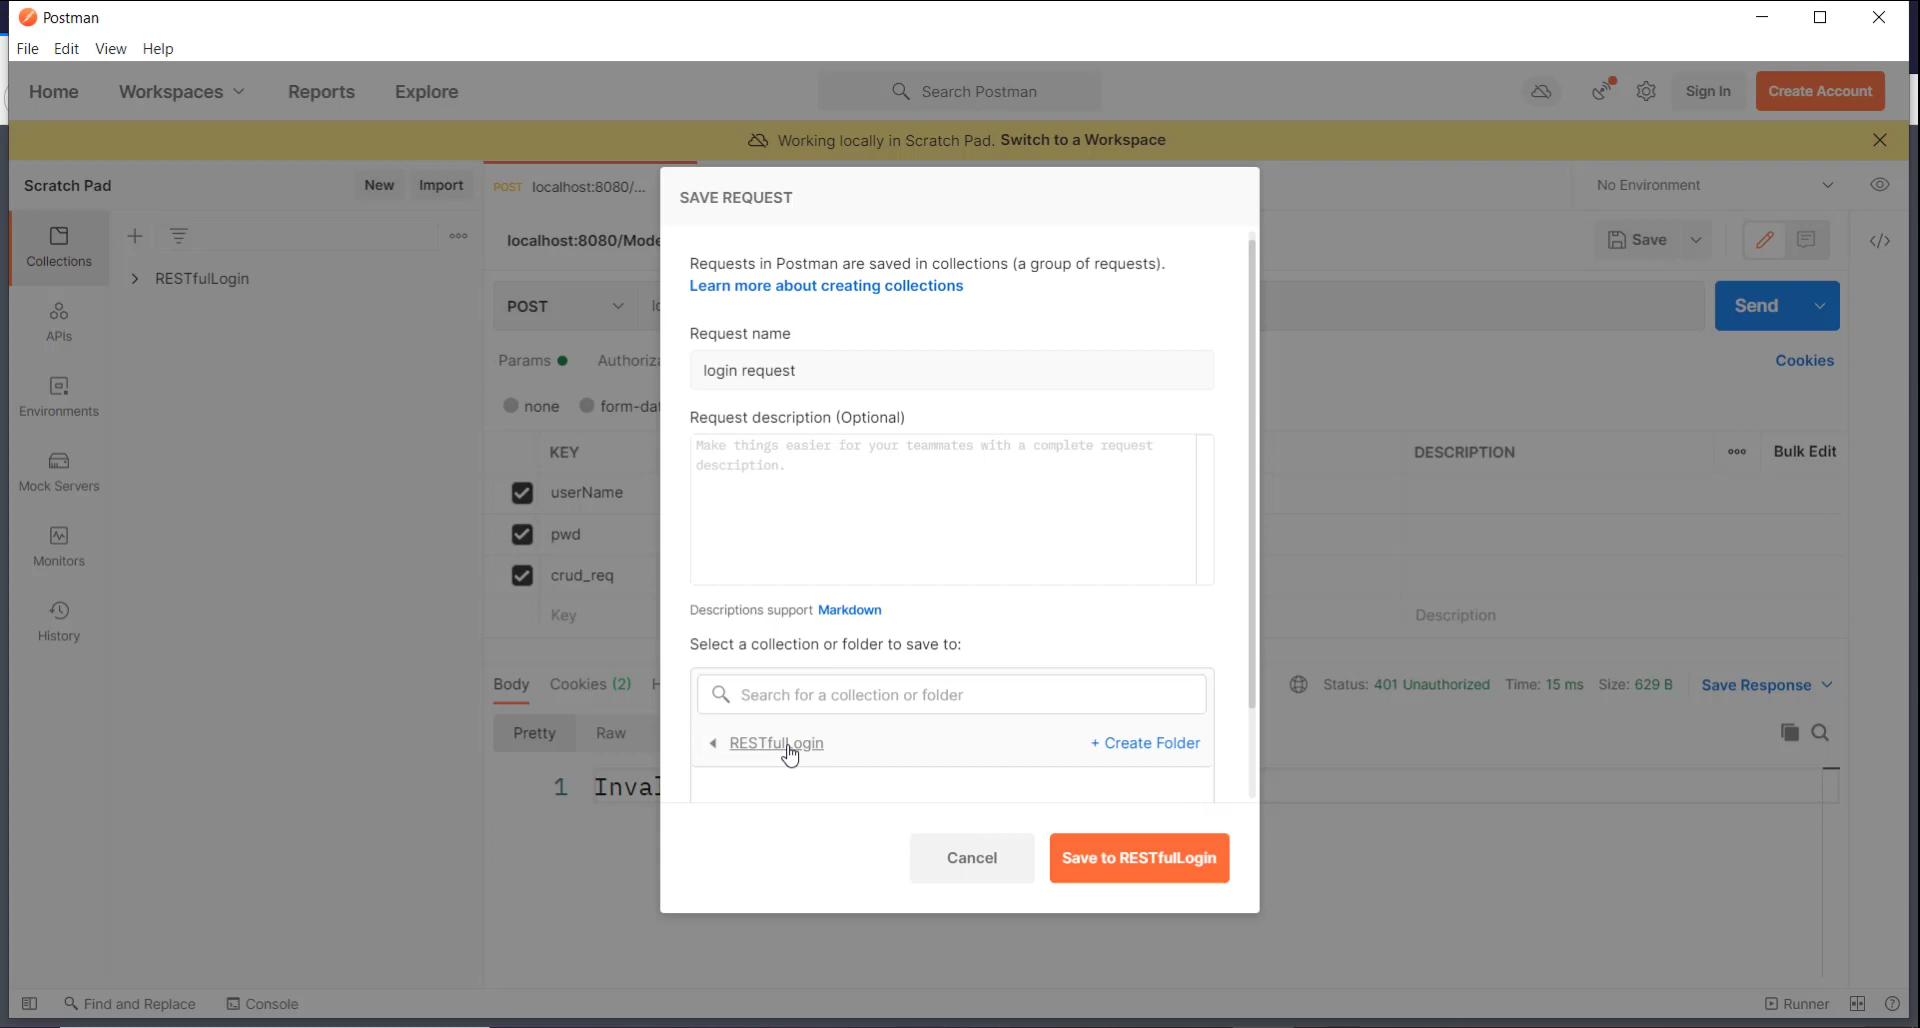 Postman
File Edit View Help
Home Workspaces Reports Explore
Search Postman
Sign In
Create Account
Working locally in Scratch Pad. Switch to a Workspace
Scratch Pad
New
Import
POST localhost:8080/...
No Environment
Collections
APIs
Environments
Mock Servers
Monitors
History
RESTfulLogin
localhost:8080/Mode
Save
POST
Send
Params
Cookies
none
KEY
DESCRIPTION
Bulk Edit
userName
pwd
crud_req
Key
Description
Body
Cookies (2)
Status: 401 Unauthorized Time: 15 ms Size: 629 B
Save Response
Pretty
Raw
1
SAVE REQUEST
Requests in Postman are saved in collections (a group of requests).
Learn more about creating collections
Request name
login request
Request description (Optional)
Make things easier for your teammates with a complete request
description.
Descriptions support Markdown
Select a collection or folder to save to:
Search for a collection or folder
RESTfulLogin
+ Create Folder
Cancel
Save to RESTfulLogin
Find and Replace
Console
Runner